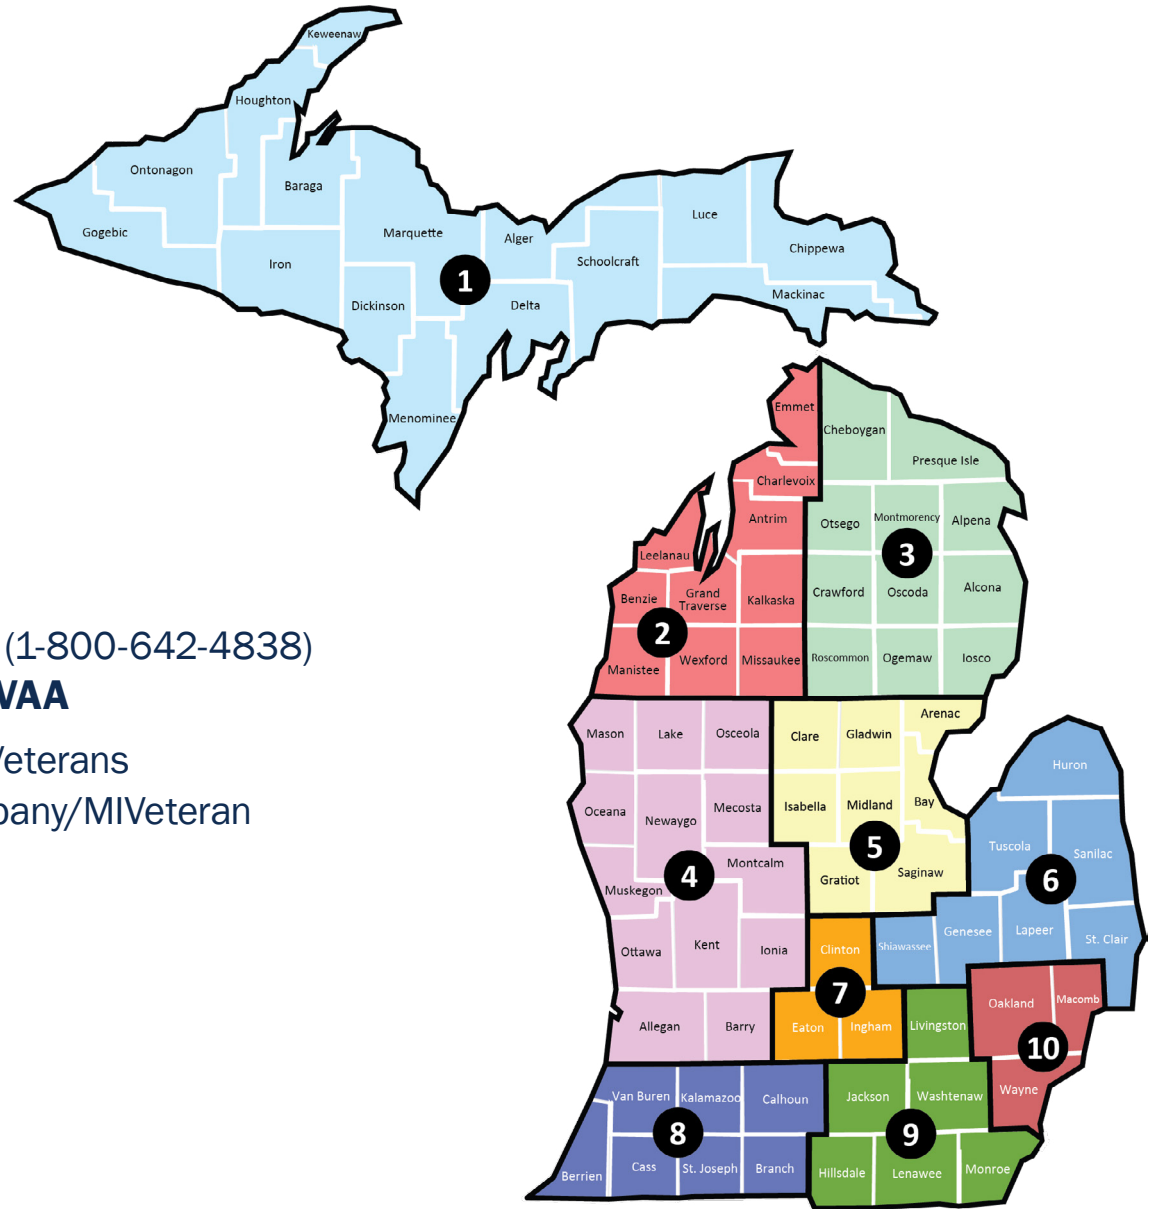 Keweenaw
Houghton
Ontonagon
Baraga
Gogebic
Iron
Marquette
Alger
Luce
Chippewa
Schoolcraft
1
Dickinson
Delta
Mackinac
Menominee
Emmet
Cheboygan
Presque Isle
Charlevoix
Antrim
Otsego
Montmorency
Alpena
3
Leelanau
Benzie
Grand
Traverse
Kalkaska
Crawford
Oscoda
Alcona
2
Manistee
Wexford
Missaukee
Roscommon
Ogemaw
Iosco
(1-800-642-4838)
VAA
Veterans
pany/MIVeteran
Mason
Lake
Osceola
Clare
Gladwin
Arenac
Huron
Oceana
Newaygo
Mecosta
Isabella
Midland
Bay
5
Tuscola
Sanilac
Montcalm
4
Muskegon
Gratiot
Saginaw
6
Ottawa
Kent
Ionia
Clinton
Shiawassee
Genesee
Lapeer
St. Clair
7
Allegan
Barry
Eaton
Ingham
Livingston
Oakland
Macomb
10
Wayne
Van Buren
Kalamazoo
Calhoun
Jackson
Washtenaw
8
9
Berrien
Cass
St. Joseph
Branch
Hillsdale
Lenawee
Monroe